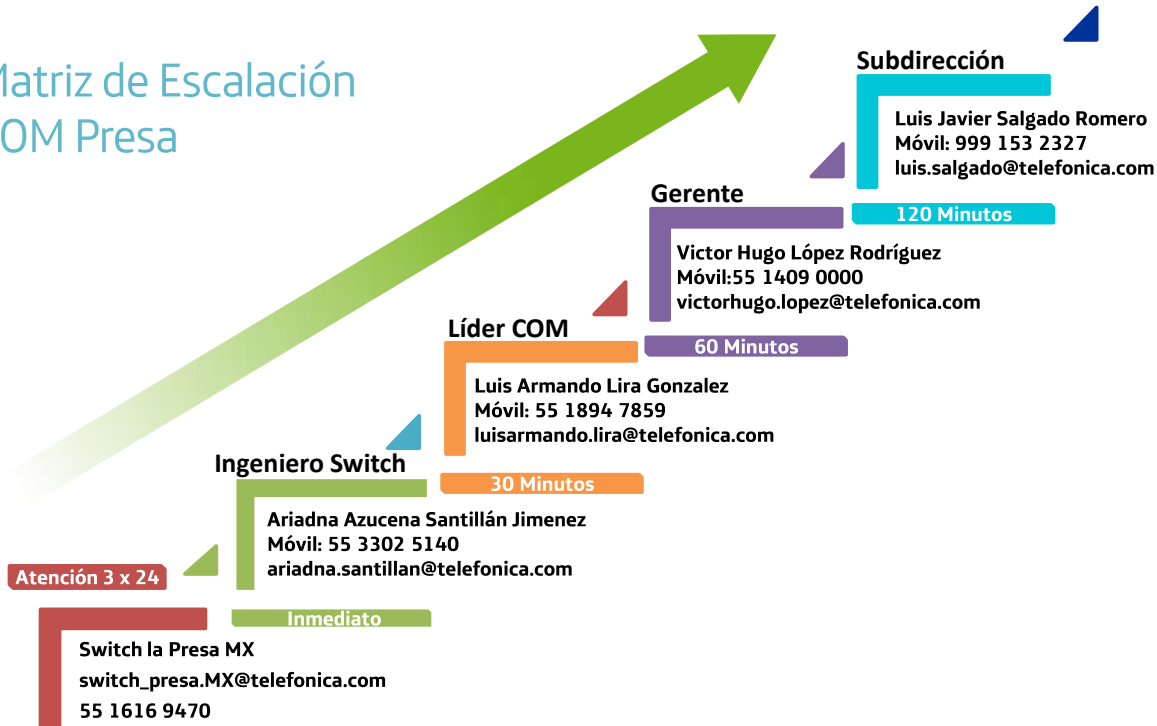 Matriz de Escalación
OM Presa
Subdirección
Luis Javier Salgado Romero
Móvil: 999 153 2327
luis.salgado@telefonica.com
120 Minutos
Gerente
Victor Hugo López Rodríguez
Móvil:55 1409 0000
victorhugo.lopez@telefonica.com
60 Minutos
Líder COM
Luis Armando Lira Gonzalez
Móvil: 55 1894 7859
luisarmando.lira@telefonica.com
30 Minutos
Ingeniero Switch
Ariadna Azucena Santillán Jimenez
Móvil: 55 3302 5140
ariadna.santillan@telefonica.com
Inmediato
Atención 3 x 24
Switch la Presa MX
switch_presa.MX@telefonica.com
55 1616 9470